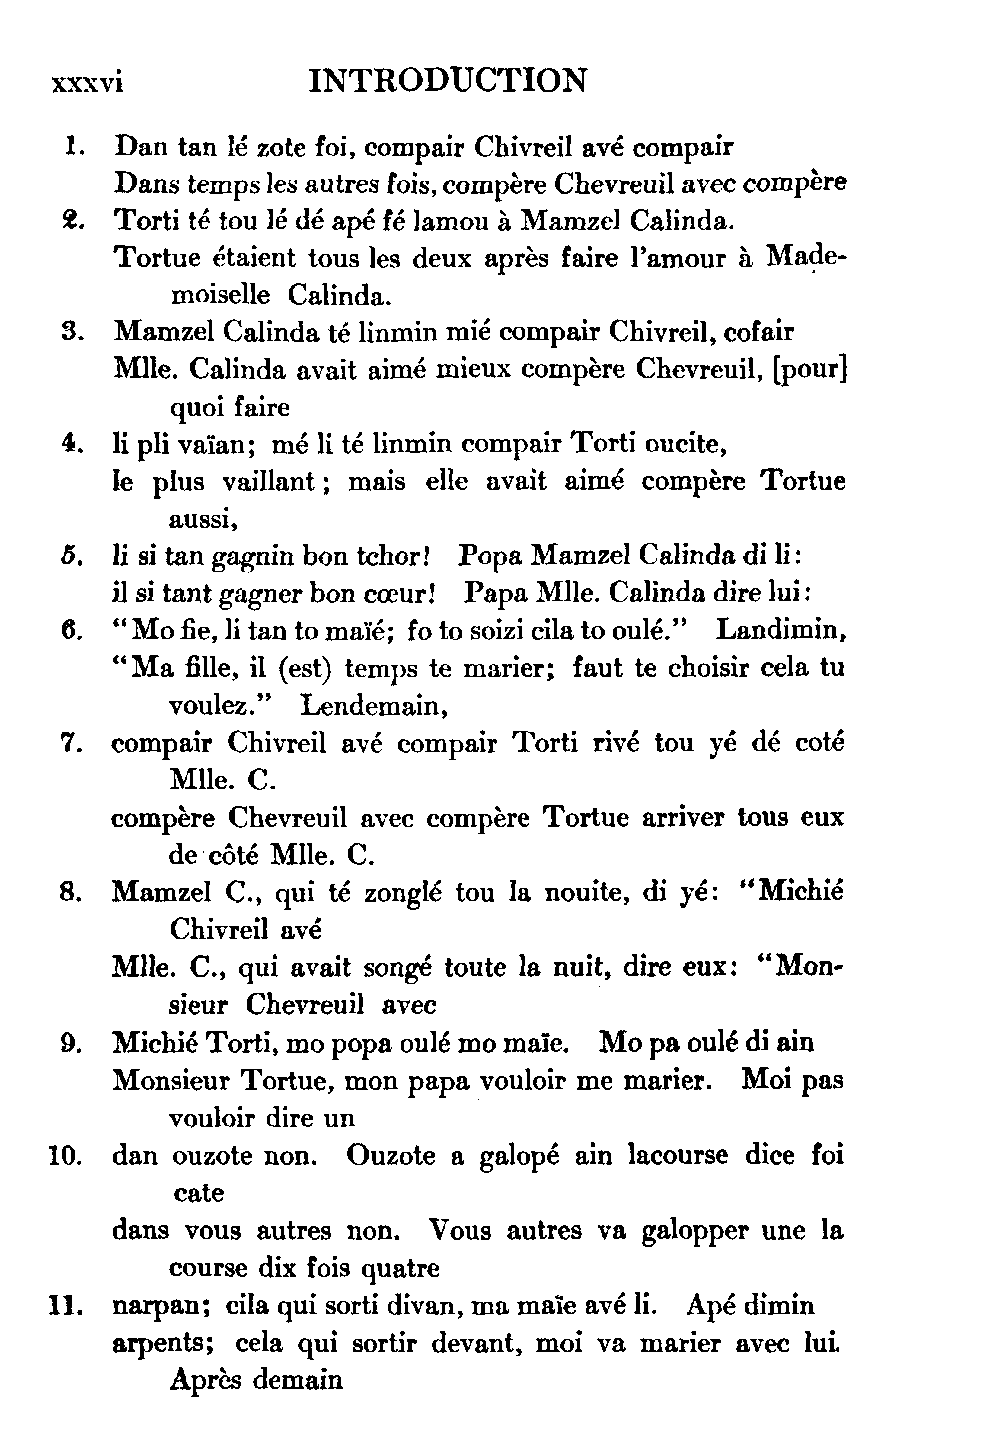 xxxvi INTRODUCTION
1. Dan tan lé zote foi, compair Chivreil avé compair
Dans temps les autres fois, compère Chevreuil avec compère
2. Torti té tou lé dé apé fé lamou à Mamzel Calinda.
Tortue étaient tous les deux après faire l'amour à Made-
moiselle Calinda.
3. Mamzel Calinda té linmin mié compair Chivreil, cofair
Mlle. Calinda avait aimé mieux compère Chevreuil, [pour]
quoi faire
4. li pli vaïan; mé li té linmin compair Torti oucite,
le plus vaillant; mais elle avait aimé compère Tortue
aussi,
5. li si tan gagnin bon tchor! Popa Mamzel Calinda di li:
il si tant gagner bon cœur! Papa Mlle. Calinda dire lui:
6. "Mo fie, li tan to maïé; fo to soizi cila to oulé." Landimin,
"Ma fille, il (est) temps te marier; faut te choisir cela tu
voulez." Lendemain,
7. compair Chivreil avé compair Torti rivé tou yé dé coté
Mlle. C.
compère Chevreuil avec compère Tortue arriver tous eux
de côté Mlle. C.
8. Mamzel C., qui té zonglé tou la nouite, di yé: "Michié
Chivreil avé
Mlle. C., qui avait songé toute la nuit, dire eux: "Mon-
sieur Chevreuil avec
9. Michié Torti, mo popa oulé mo maïe. Mo pa oulé di ain
Monsieur Tortue, mon papa vouloir me marier. Moi pas
vouloir dire un
10. dan ouzote non. Ouzote a galopé ain lacourse dice foi
cate
dans vous autres non. Vous autres va galopper une la
course dix fois quatre
11. narpan; cila qui sorti divan, ma maïe avé li. Apé dimin
arpents; cela qui sortir devant, moi va marier avec lui.
Après demain